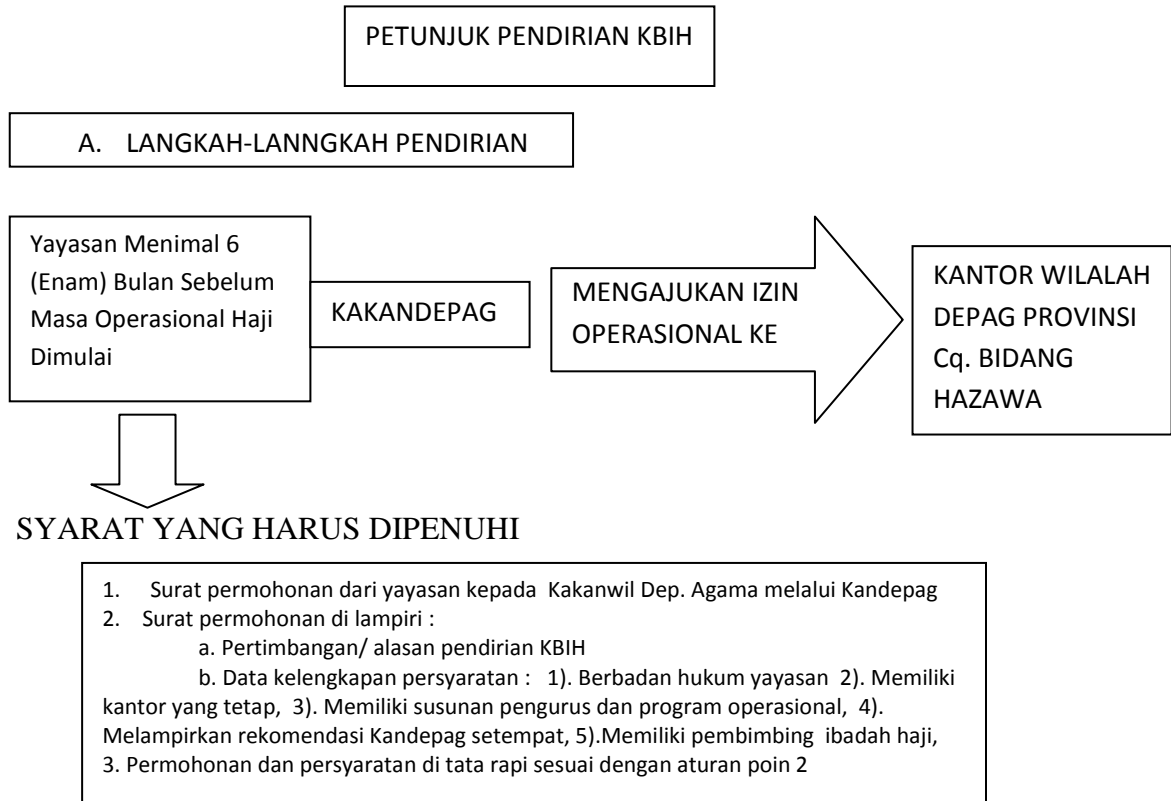 PETUNJUK PENDIRIAN KBIH
A. LANGKAH-LANNGKAH PENDIRIAN
Yayasan Menimal 6
(Enam) Bulan Sebelum
Masa Operasional Haji
Dimulai
KAKANDEPAG
MENGAJUKAN IZIN
OPERASIONAL KE
KANTOR WILALAH
DEPAG PROVINSI
Cq. BIDANG
HAZAWA
SYARAT YANG HARUS DIPENUHI
1. Surat permohonan dari yayasan kepada Kakanwil Dep. Agama melalui Kandepag
2. Surat permohonan di lampiri :
a. Pertimbangan/ alasan pendirian KBIH
b. Data kelengkapan persyaratan : 1). Berbadan hukum yayasan 2). Memiliki
kantor yang tetap, 3). Memiliki susunan pengurus dan program operasional, 4).
Melampirkan rekomendasi Kandepag setempat, 5).Memiliki pembimbing ibadah haji,
3. Permohonan dan persyaratan di tata rapi sesuai dengan aturan poin 2